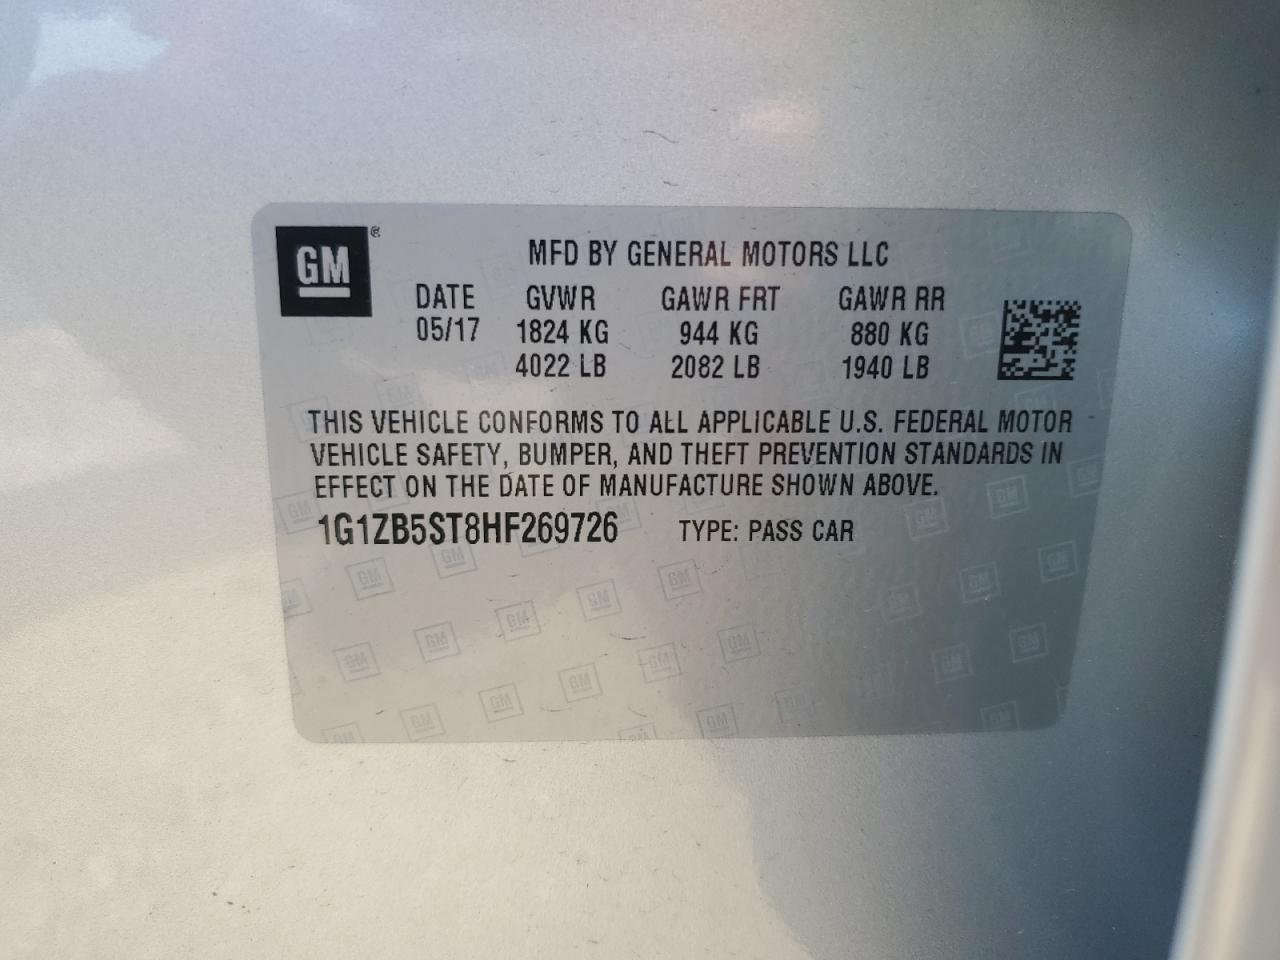 GM®
MFD BY GENERAL MOTORS LLC
DATE GVWR GAWR FRT GAWR RR
05/17 1824 KG 944 KG 880 KG
4022 LB 2082 LB 1940 LB
THIS VEHICLE CONFORMS TO ALL APPLICABLE U.S. FEDERAL MOTOR
VEHICLE SAFETY, BUMPER, AND THEFT PREVENTION STANDARDS IN
EFFECT ON THE DATE OF MANUFACTURE SHOWN ABOVE.
1G1ZB5ST8HF269726 TYPE: PASS CAR